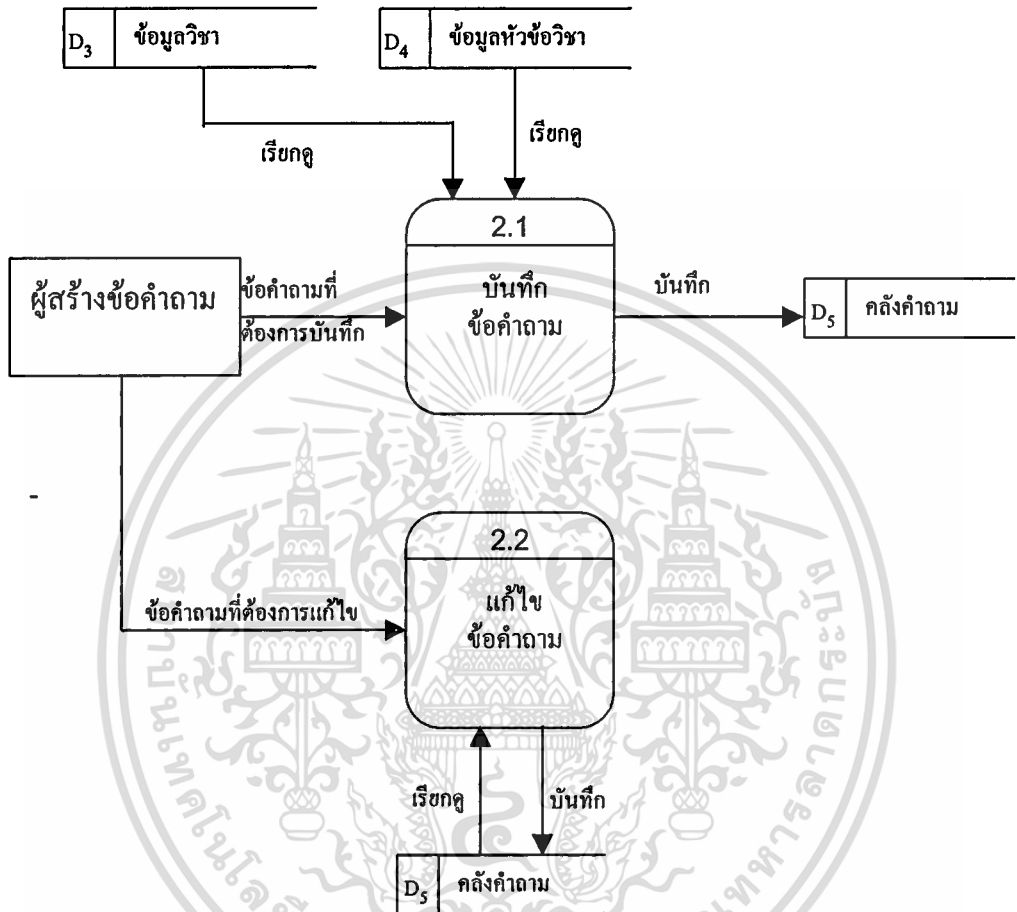 D3 ข้อมูลวิชา
D4 ข้อมูลหัวข้อวิชา
เรียกดู
เรียกดู
2.1
บันทึก
ข้อคำถาม
ผู้สร้างข้อคำถาม
ข้อคำถามที่
ต้องการบันทึก
บันทึก
D5 คลังคำถาม
2.2
แก้ไข
ข้อคำถาม
ข้อคำถามที่ต้องการแก้ไข
เรียกดู
บันทึก
D5 คลังคำถาม